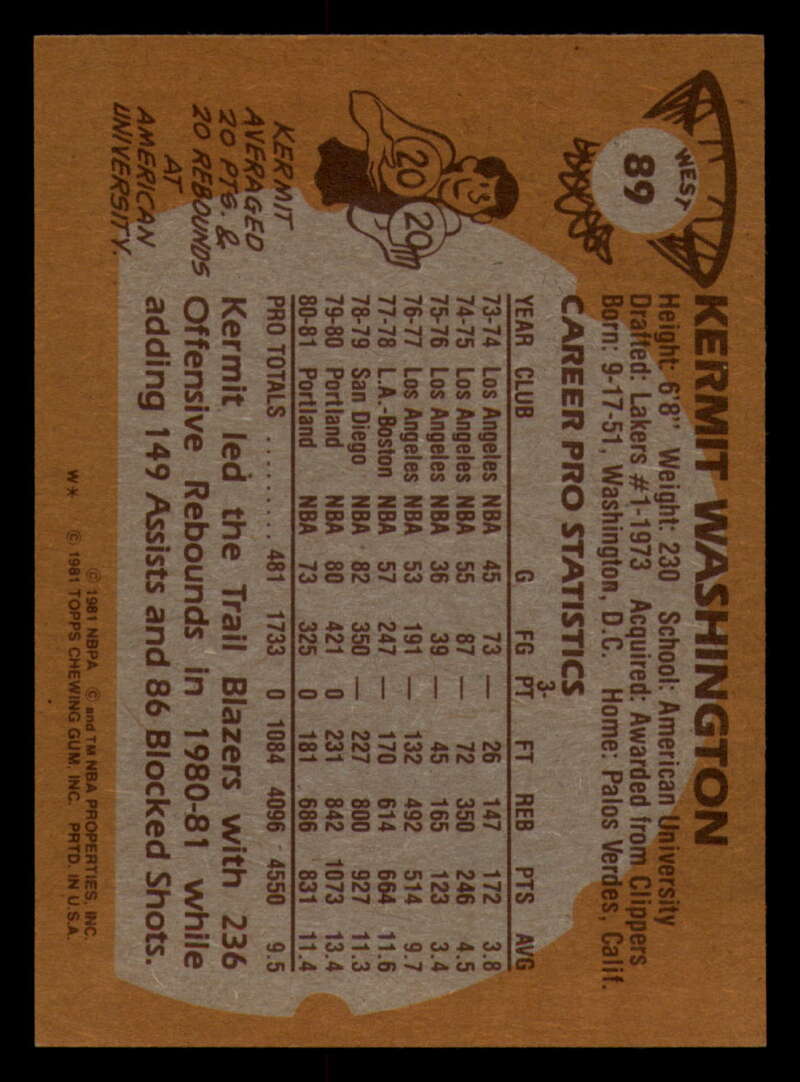 WEST
89
KERMIT WASHINGTON
Height: 6'8" Weight: 230 School: American University
Drafted: Lakers #1-1973 Acquired: Awarded from Clippers
Born: 9-17-51, Washington, D.C. Home: Palos Verdes, Calif.
CAREER PRO STATISTICS
YEAR CLUB G FG 3-PT FT REB PTS AVG
73-74 Los Angeles NBA 45 73 — 26 147 172 3.8
74-75 Los Angeles NBA 55 87 — 72 350 246 4.5
75-76 Los Angeles NBA 36 39 — 45 165 123 3.4
76-77 Los Angeles NBA 53 191 — 132 492 514 9.7
77-78 L.A.-Boston NBA 57 247 — 170 614 664 11.6
78-79 San Diego NBA 82 350 — 227 800 927 11.3
79-80 Portland NBA 80 421 0 231 842 1073 13.4
80-81 Portland NBA 73 325 0 181 686 831 11.4
PRO TOTALS ......... 481 1733 0 1084 4096 4550 9.5
20 20
KERMIT
AVERAGED
20 PTS. &
20 REBOUNDS
AT
AMERICAN
UNIVERSITY.
Kermit led the Trail Blazers with 236
Offensive Rebounds in 1980-81 while
adding 149 Assists and 86 Blocked Shots.
© 1981 NBPA © and TM NBA PROPERTIES, INC.
W* © 1981 TOPPS CHEWING GUM, INC. PRTD. IN U.S.A.